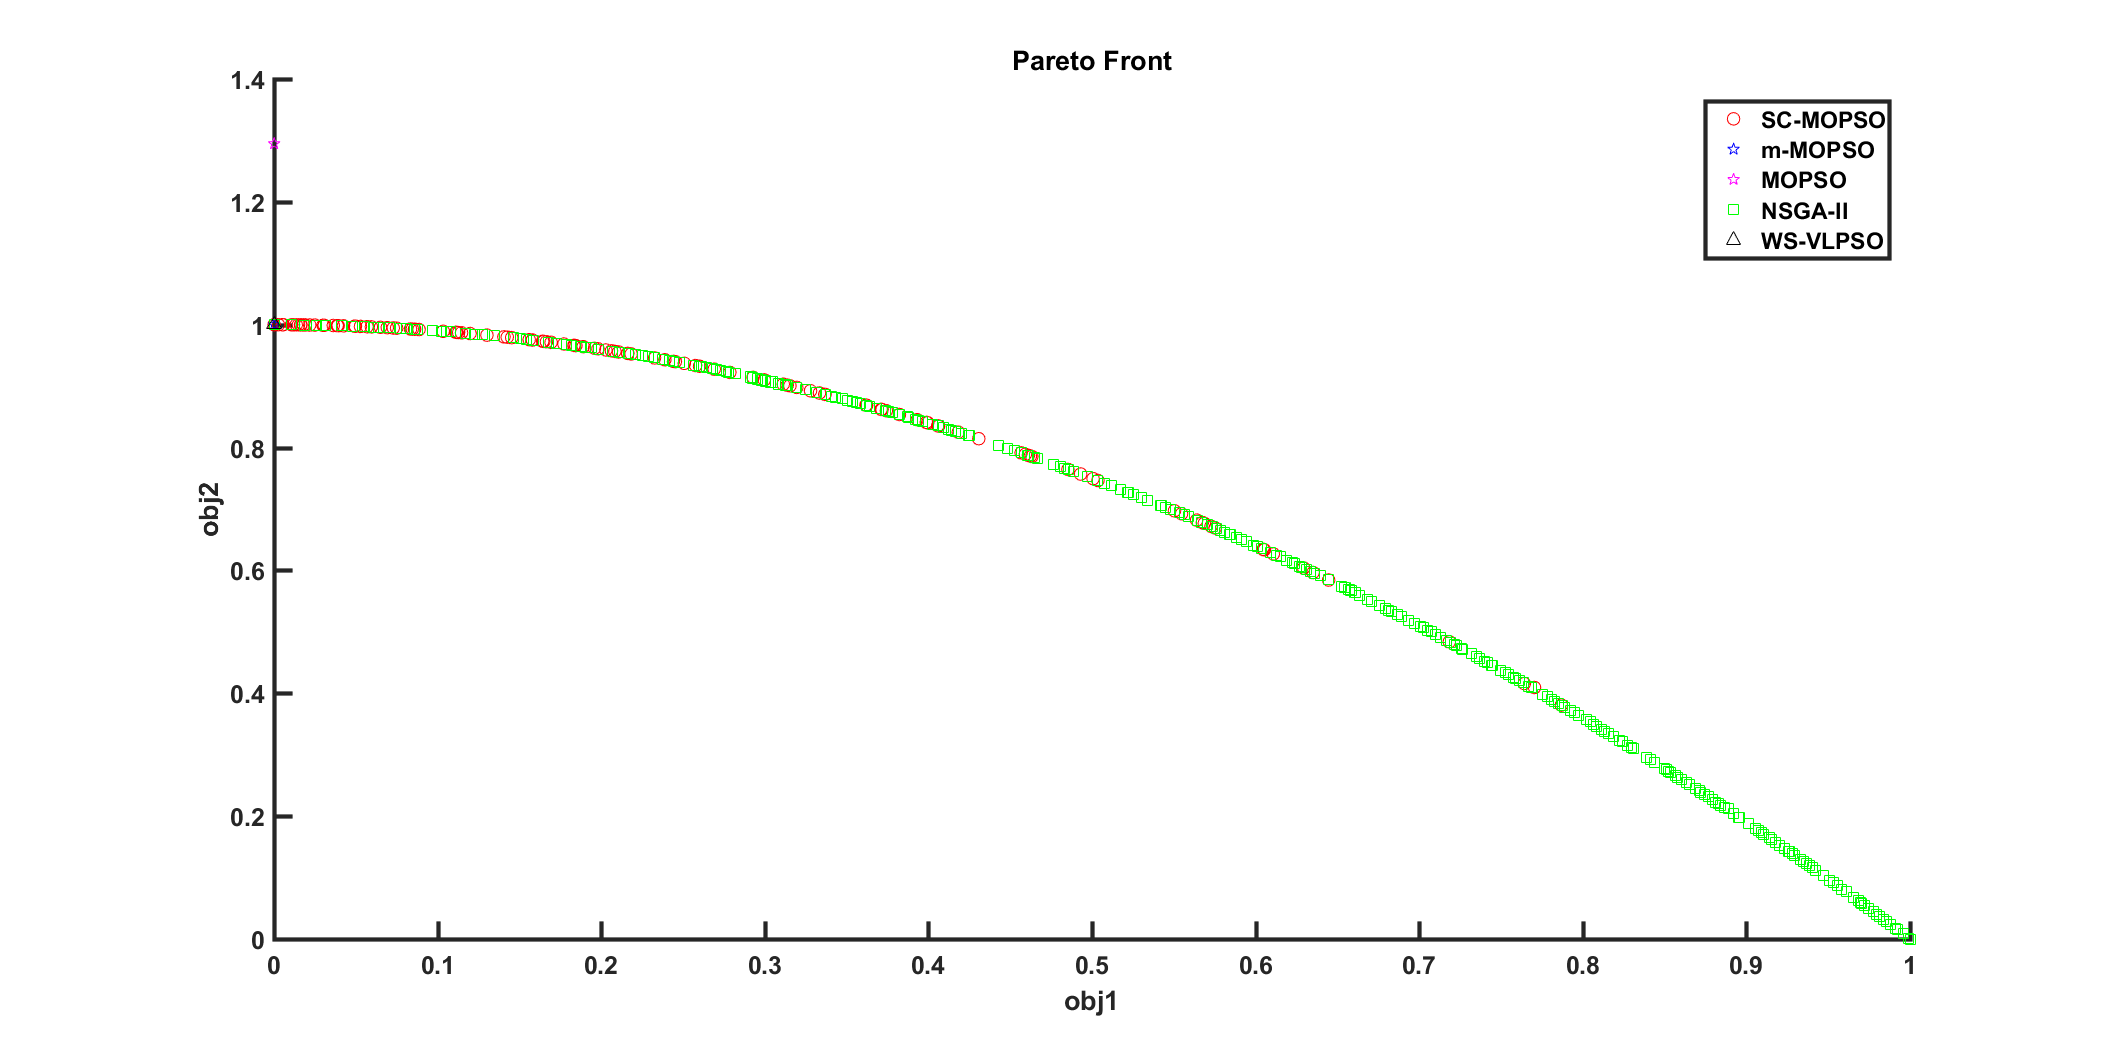 Pareto Front
1.4
1.2
1
0.8
0.6
0.4
0.2
0
obj2
SC-MOPSO
m-MOPSO
MOPSO
NSGA-II
WS-VLPSO
0 0.1 0.2 0.3 0.4 0.5 0.6 0.7 0.8 0.9 1
obj1